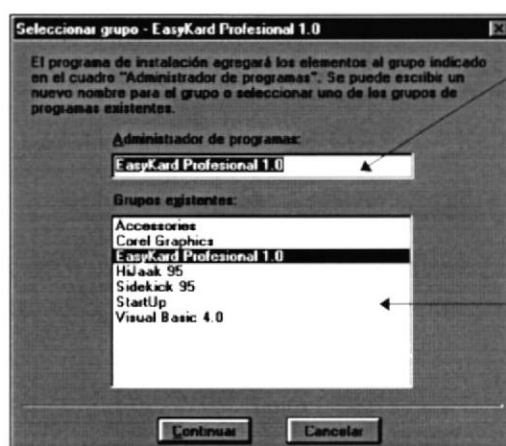 Seleccionar grupo - EasyKard Profesional 1.0
El programa de instalación agregará los elementos al grupo indicado
en el cuadro "Administrador de programas". Se puede escribir un
nuevo nombre para el grupo o seleccionar uno de los grupos de
programas existentes.
Administrador de programas:
EasyKard Profesional 1.0
Grupos existentes:
Accessories
Corel Graphics
EasyKard Profesional 1.0
HiJaak 95
Sidekick 95
StartUp
Visual Basic 4.0
Continuar Cancelar